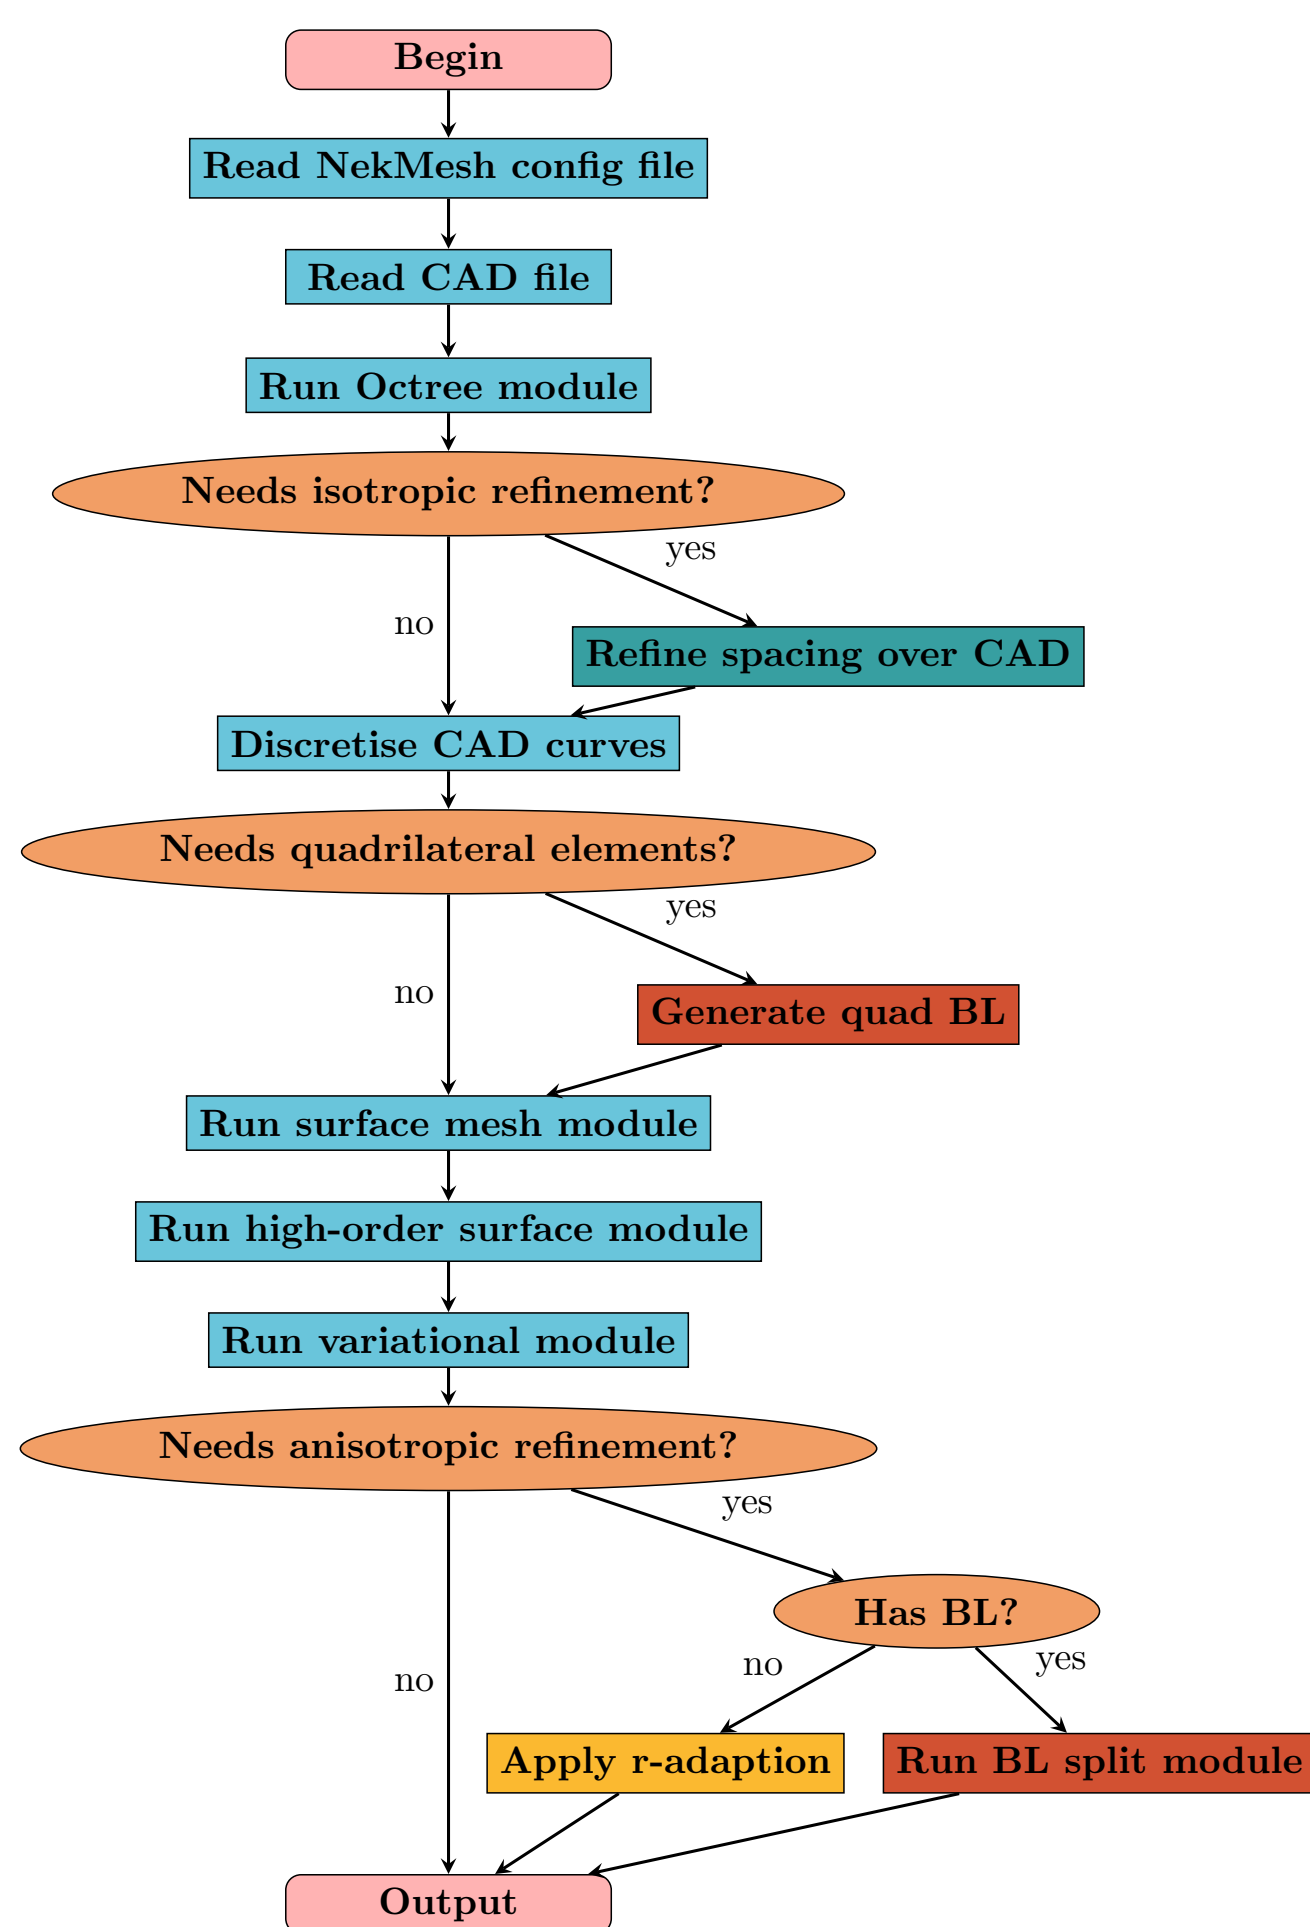 Begin
Read NekMesh config file
Read CAD file
Run Octree module
Needs isotropic refinement?
yes
no
Refine spacing over CAD
Discretise CAD curves
Needs quadrilateral elements?
yes
no
Generate quad BL
Run surface mesh module
Run high-order surface module
Run variational module
Needs anisotropic refinement?
yes
Has BL?
no
yes
no
Apply r-adaption
Run BL split module
Output